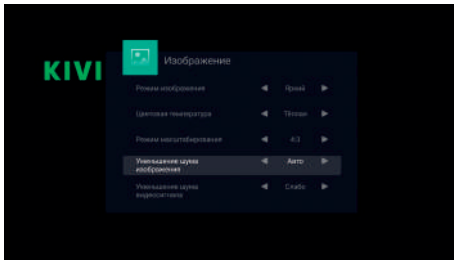 KIVI
Изображение
Режим изображения
Яркий
Цветовая температура
Тёплая
Режим масштабирования
4:3
Уменьшение шума
изображения
Авто
Уменьшение шума
видеосигнала
Слабо